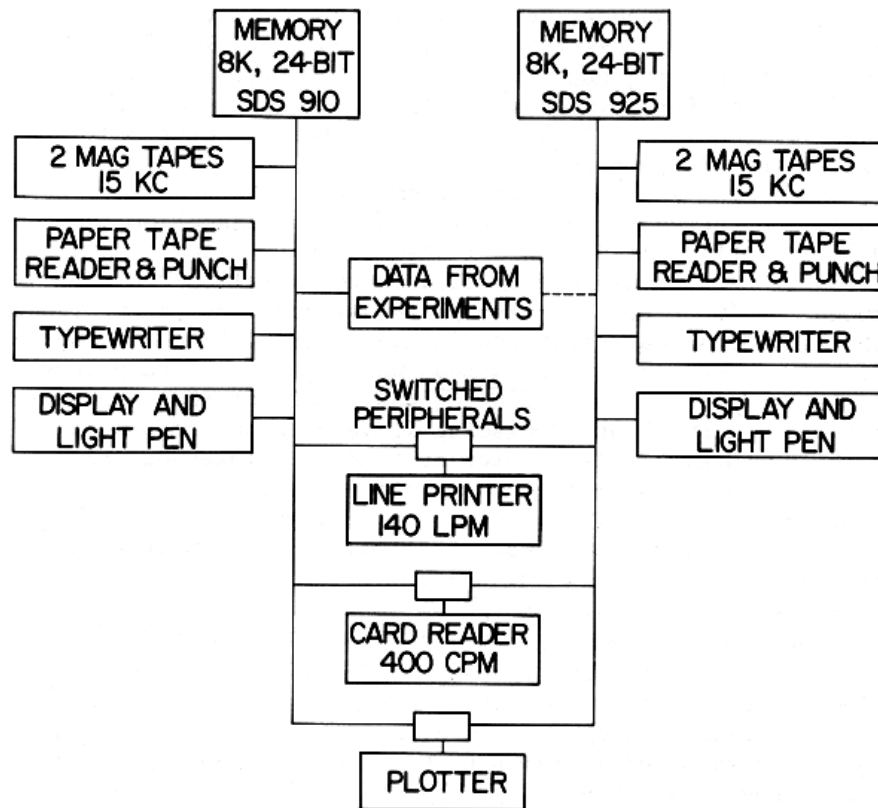 MEMORY
8K, 24-BIT
SDS 910
MEMORY
8K, 24-BIT
SDS 925
2 MAG TAPES
15 KC
2 MAG TAPES
15 KC
PAPER TAPE
READER & PUNCH
DATA FROM
EXPERIMENTS
PAPER TAPE
READER & PUNCH
TYPEWRITER
TYPEWRITER
DISPLAY AND
LIGHT PEN
SWITCHED
PERIPHERALS
DISPLAY AND
LIGHT PEN
LINE PRINTER
140 LPM
CARD READER
400 CPM
PLOTTER